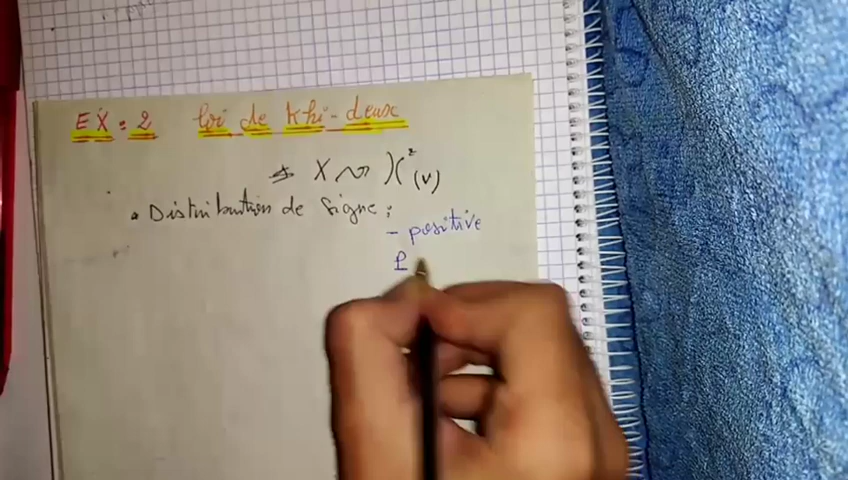 EX: 2 loi de Khi-deux
X ~ χ²(v)
• Distribution de Signe :
- positive
P